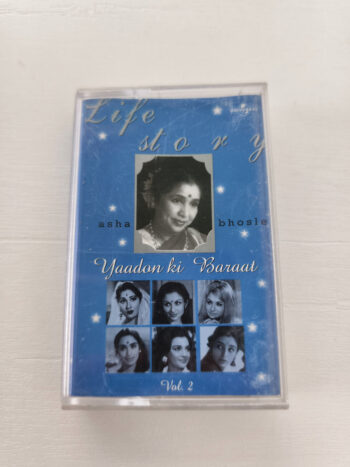 Life
story
asha bhosle
Yaadon ki Baraat
Vol. 2